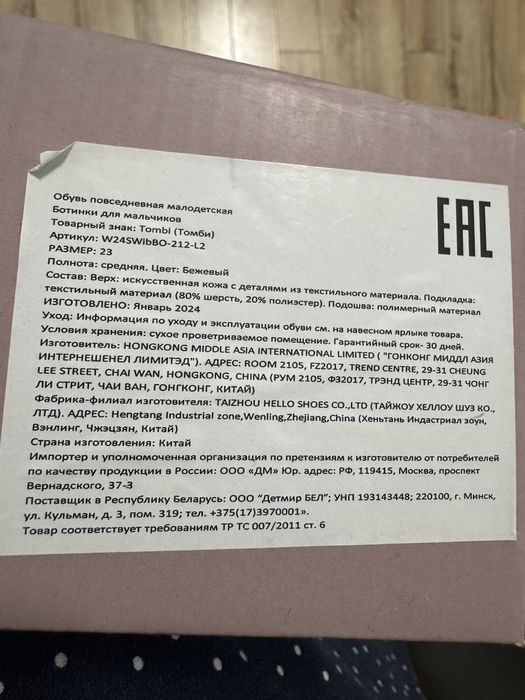 Обувь повседневная малодетская
Ботинки для мальчиков
Товарный знак: Tombi (Томби)
Артикул: W24SWibBO-212-L2
РАЗМЕР: 23
Полнота: средняя. Цвет: Бежевый
Состав: Верх: искусственная кожа с деталями из текстильного материала. Подкладка:
текстильный материал (80% шерсть, 20% полиэстер). Подошва: полимерный материал
ИЗГОТОВЛЕНО: Январь 2024
Уход: Информация по уходу и эксплуатации обуви см. на навесном ярлыке товара.
Условия хранения: сухое проветриваемое помещение. Гарантийный срок- 30 дней.
Изготовитель: HONGKONG MIDDLE ASIA INTERNATIONAL LIMITED ( "ГОНКОНГ МИДДЛ АЗИЯ
ИНТЕРНЕШЕНЕЛ ЛИМИТЭД"). АДРЕС: ROOM 2105, FZ2017, TREND CENTRE, 29-31 CHEUNG
LEE STREET, CHAI WAN, HONGKONG, CHINA (РУМ 2105, ФЗ2017, ТРЭНД ЦЕНТР, 29-31 ЧОНГ
ЛИ СТРИТ, ЧАИ ВАН, ГОНГКОНГ, КИТАЙ)
Фабрика-филиал изготовителя: TAIZHOU HELLO SHOES CO.,LTD (ТАЙЖОУ ХЕЛЛОУ ШУЗ КО.,
ЛТД). АДРЕС: Hengtang Industrial zone,Wenling,Zhejiang,China (Хеньтань Индастриал зоун,
Вэнлинг, Чжэцзян, Китай)
Страна изготовления: Китай
Импортер и уполномоченная организация по претензиям к изготовителю от потребителей
по качеству продукции в России: ООО «ДМ» Юр. адрес: РФ, 119415, Москва, проспект
Вернадского, 37-3
Поставщик в Республику Беларусь: ООО "Детмир БЕЛ"; УНП 193143448; 220100, г. Минск,
ул. Кульман, д. 3, пом. 319; тел. +375(17)3970001».
Товар соответствует требованиям ТР ТС 007/2011 ст. 6
EAC